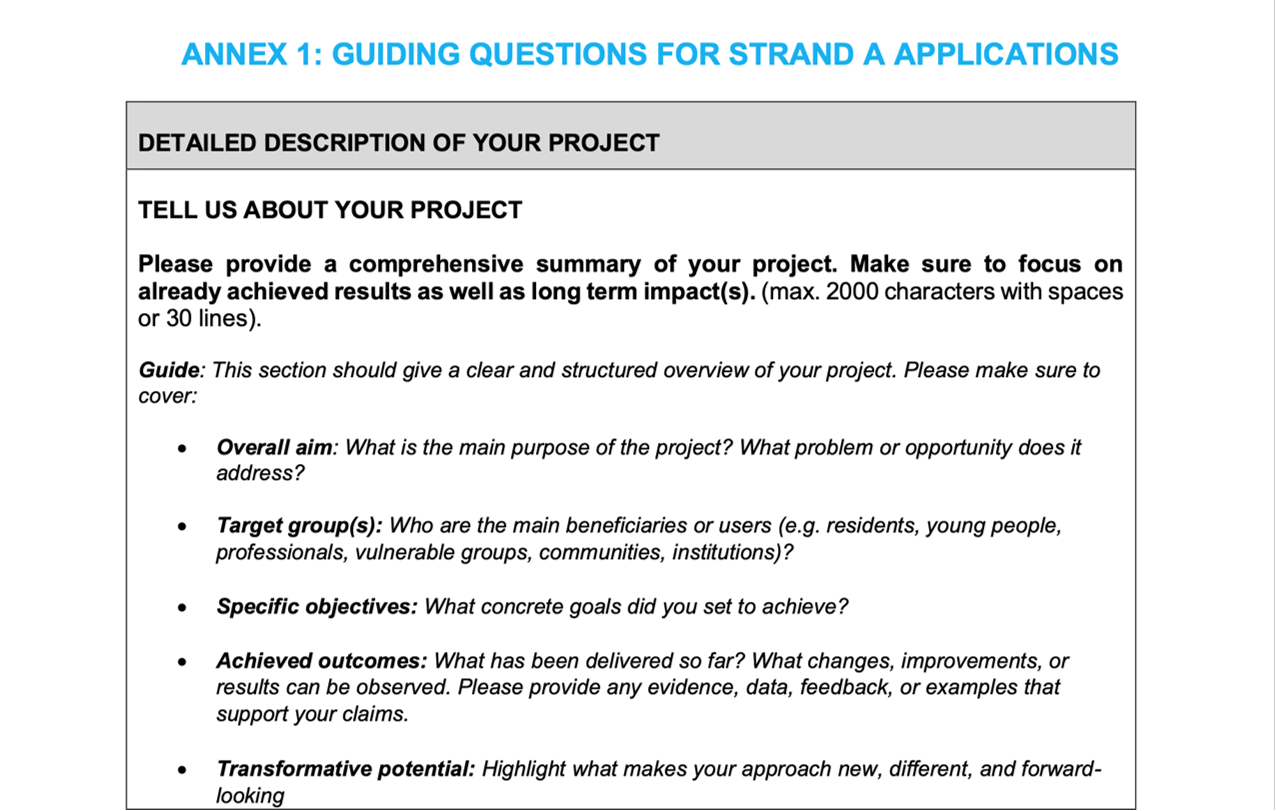 ANNEX 1: GUIDING QUESTIONS FOR STRAND A APPLICATIONS
DETAILED DESCRIPTION OF YOUR PROJECT
TELL US ABOUT YOUR PROJECT
Please provide a comprehensive summary of your project. Make sure to focus on
already achieved results as well as long term impact(s). (max. 2000 characters with spaces
or 30 lines).
Guide: This section should give a clear and structured overview of your project. Please make sure to
cover:
• Overall aim: What is the main purpose of the project? What problem or opportunity does it
address?
• Target group(s): Who are the main beneficiaries or users (e.g. residents, young people,
professionals, vulnerable groups, communities, institutions)?
• Specific objectives: What concrete goals did you set to achieve?
• Achieved outcomes: What has been delivered so far? What changes, improvements, or
results can be observed. Please provide any evidence, data, feedback, or examples that
support your claims.
• Transformative potential: Highlight what makes your approach new, different, and forward-
looking